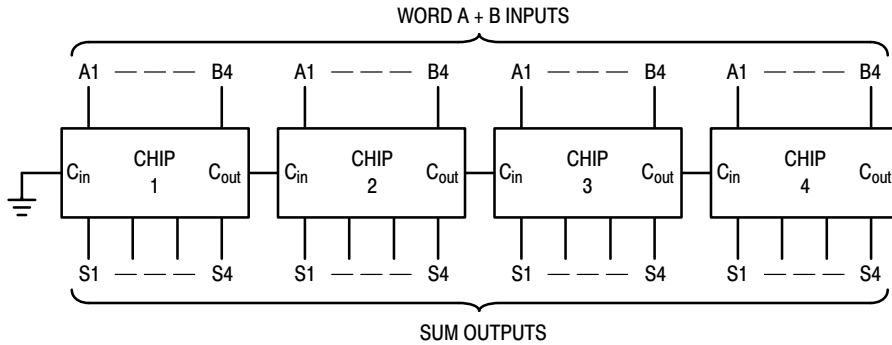 WORD A + B INPUTS
A1 — — — B4 A1 — — — B4 A1 — — — B4 A1 — — — B4
Cin CHIP 1 Cout Cin CHIP 2 Cout Cin CHIP 3 Cout Cin CHIP 4 Cout
S1 — — — S4 S1 — — — S4 S1 — — — S4 S1 — — — S4
SUM OUTPUTS